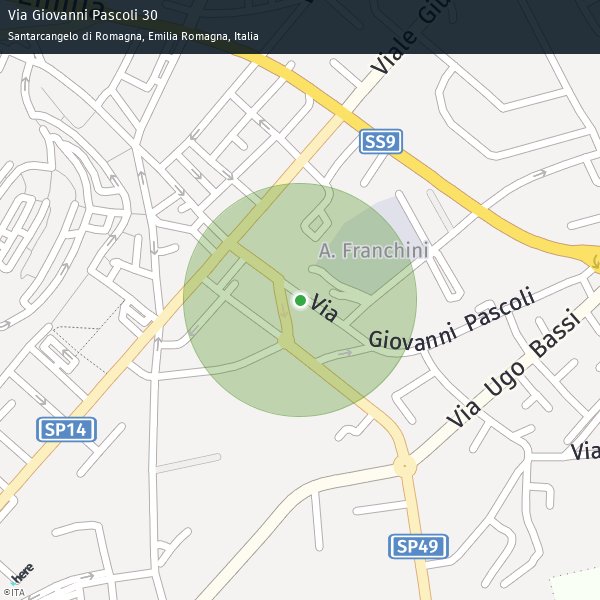 Via Giovanni Pascoli 30
Santarcangelo di Romagna, Emilia Romagna, Italia
Viale Giu
SS9
A. Franchini
Via
Giovanni Pascoli
Via Ugo Bassi
SP14
Via
SP49
here
©ITA